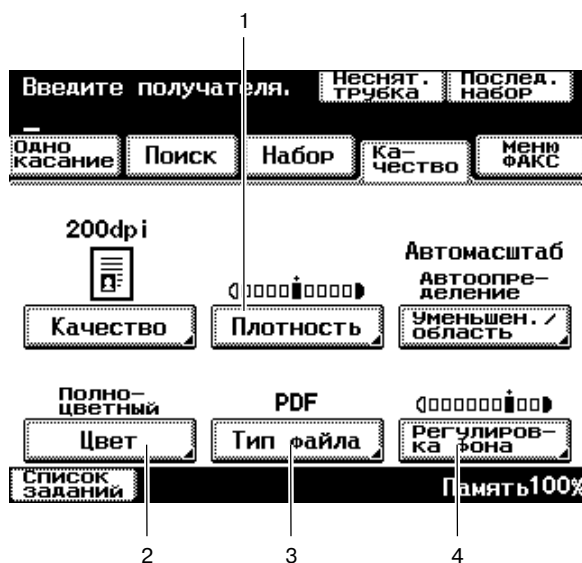 1
Введите получателя.
Неснят. трубка
Послед. набор
Одно касание
Поиск
Набор
Ка-
чество
Меню ФАКС
200dpi
Автомасштаб
Автоопре-
деление
Качество
Плотность
Уменьшен./
область
Полно-
цветный
PDF
Цвет
Тип файла
Регулиров-
ка фона
Список
заданий
Память100%
2
3
4